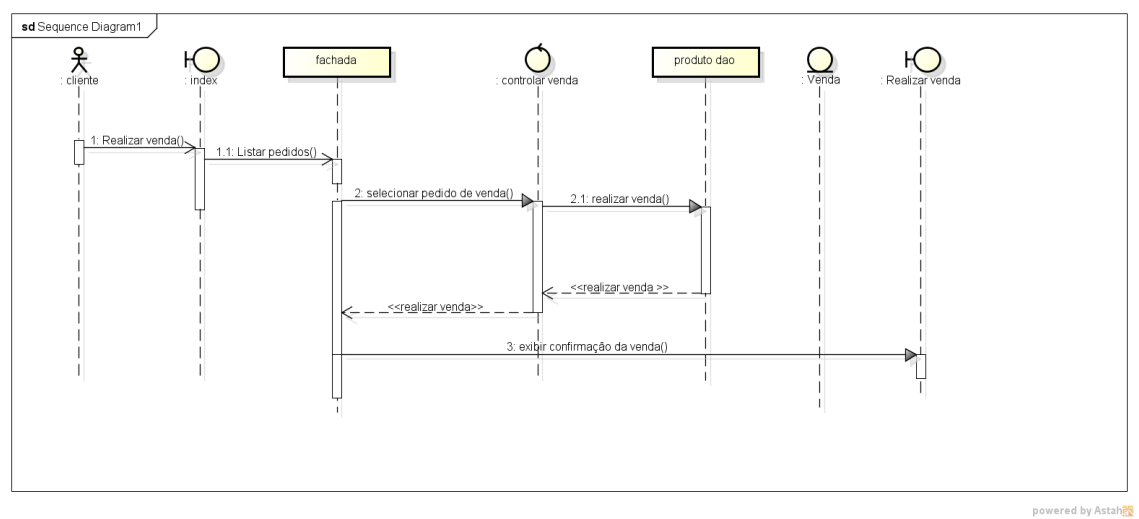 sd Sequence Diagram1
: cliente
: index
fachada
: controlar venda
produto dao
: Venda
: Realizar venda
1: Realizar venda()
1.1: Listar pedidos()
2: selecionar pedido de venda()
2.1: realizar venda()
<<realizar venda >>
<<realizar venda>>
3: exibir confirmação da venda()
powered by Astah